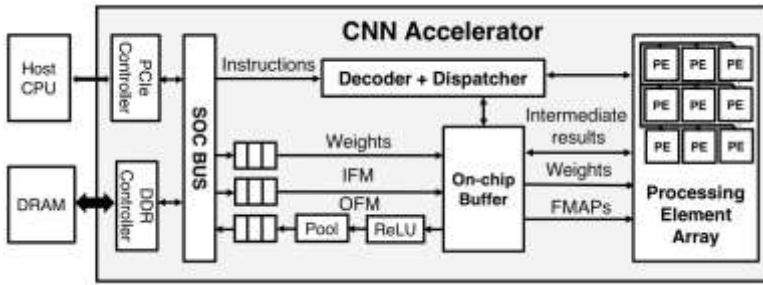 CNN Accelerator
Host
CPU
PCIe
Controller
SOC BUS
Instructions
Decoder + Dispatcher
PE PE PE
PE PE PE
PE PE PE
Weights
Intermediate
results
DRAM
DDR
Controller
IFM
On-chip
Buffer
Weights
Processing
Element
Array
OFM
Pool
ReLU
FMAPs